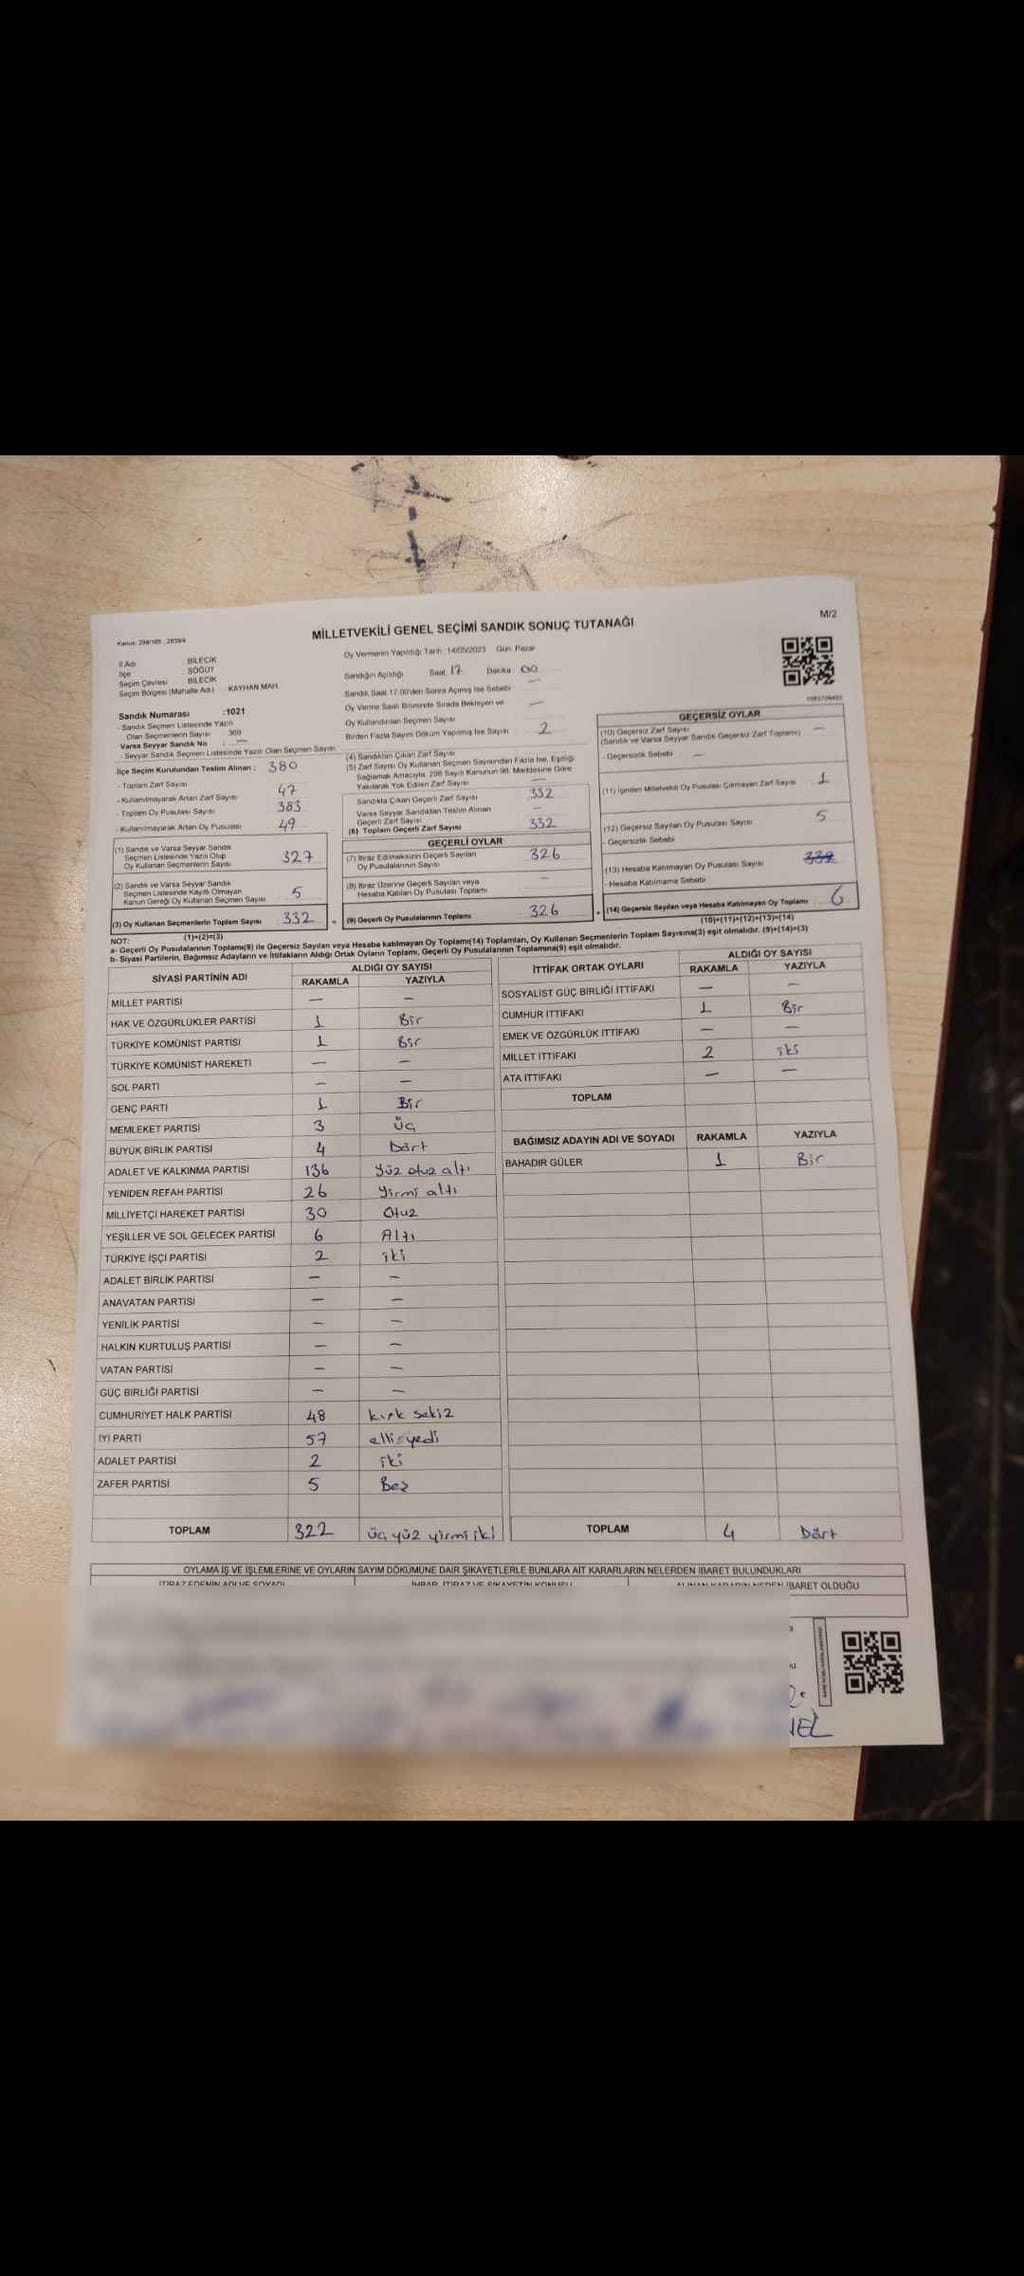 M/2
MİLLETVEKİLİ GENEL SEÇİMİ SANDIK SONUÇ TUTANAĞI
İl Adı : BİLECİK
İlçe : SÖĞÜT
Seçim Çevresi : BİLECİK
Seçim Bölgesi (Mahalle Adı) KAYHAN MAH.
Sandık Numarası :1021
- Sandık Seçmen Listesinde Yazılı
Olan Seçmenlerin Sayısı : 369
Varsa Seyyar Sandık No : —
- Seyyar Sandık Seçmen Listesinde Yazılı Olan Seçmen Sayısı
İlçe Seçim Kurulundan Teslim Alınan : 380
- Toplam Zarf Sayısı
- Kullanılmayarak Artan Zarf Sayısı 47
- Toplam Oy Pusulası Sayısı 383
- Kullanılmayarak Artan Oy Pusulası 49
(1) Sandık ve Varsa Seyyar Sandık
Seçmen Listesinde Yazılı Olup
Oy Kullanan Seçmenlerin Sayısı 327
(2) Sandık ve Varsa Seyyar Sandık
Seçmen Listesinde Kayıtlı Olmayan
Kanun Gereği Oy Kullanan Seçmen Sayısı 5
(3) Oy Kullanan Seçmenlerin Toplam Sayısı 332
(1)+(2)=(3)
Oy Vermenin Yapıldığı Tarih :14/05/2023 Gün: Pazar
Sandığın Açıldığı Saat: 17 Dakika: 00
Sandık Saat 17.00'den Sonra Açılmış İse Sebebi —
Oy Verme Saati Bitiminde Sırada Bekleyen ve
Oy Kullandırılan Seçmen Sayısı —
Birden Fazla Sayım Döküm Yapılmış İse Sayısı 2
(4) Sandıktan Çıkan Zarf Sayısı
(5) Zarf Sayısı Oy Kullanan Seçmen Sayısından Fazla İse, Eşitliği
Sağlamak Amacıyla, 298 Sayılı Kanunun 98. Maddesine Göre
Yakılarak Yok Edilen Zarf Sayısı —
Sandıkta Çıkan Geçerli Zarf Sayısı 332
Varsa Seyyar Sandıktan Teslim Alınan
Geçerli Zarf Sayısı —
(6) Toplam Geçerli Zarf Sayısı 332
GEÇERLİ OYLAR
(7) İtiraz Edilmeksizin Geçerli Sayılan
Oy Pusulalarının Sayısı 326
(8) İtiraz Üzerine Geçerli Sayılan veya
Hesaba Katılan Oy Pusulası Toplamı —
(9) Geçerli Oy Pusulalarının Toplamı 326
GEÇERSİZ OYLAR
(10) Geçersiz Zarf Sayısı —
(Sandık ve Varsa Seyyar Sandık Geçersiz Zarf Toplamı)
- Geçersizlik Sebebi —
(11) İçinden Milletvekili Oy Pusulası Çıkmayan Zarf Sayısı 1
(12) Geçersiz Sayılan Oy Pusulası Sayısı 5
- Geçersizlik Sebebi
(13) Hesaba Katılmayan Oy Pusulası Sayısı
- Hesaba Katılmama Sebebi
(14) Geçersiz Sayılan veya Hesaba Katılmayan Oy Toplamı 6
(10)+(11)+(12)+(13)=(14)
NOT:
a- Geçerli Oy Pusulalarının Toplamı(9) ile Geçersiz Sayılan veya Hesaba katılmayan Oy Toplamı(14) Toplamları, Oy Kullanan Seçmenlerin Toplam Sayısına(3) eşit olmalıdır. (9)+(14)=(3)
b- Siyasi Partilerin, Bağımsız Adayların ve İttifakların Aldığı Ortak Oyların Toplamı, Geçerli Oy Pusulalarının Toplamına(9) eşit olmalıdır.
SİYASİ PARTİNİN ADI ALDIĞI OY SAYISI
RAKAMLA YAZIYLA
MİLLET PARTİSİ — —
HAK VE ÖZGÜRLÜKLER PARTİSİ 1 Bir
TÜRKİYE KOMÜNİST PARTİSİ 1 Bir
TÜRKİYE KOMÜNİST HAREKETİ — —
SOL PARTİ — —
GENÇ PARTİ 1 Bir
MEMLEKET PARTİSİ 3 Üç
BÜYÜK BİRLİK PARTİSİ 4 Dört
ADALET VE KALKINMA PARTİSİ 136 Yüz otuz altı
YENİDEN REFAH PARTİSİ 26 Yirmi altı
MİLLİYETÇİ HAREKET PARTİSİ 30 Otuz
YEŞİLLER VE SOL GELECEK PARTİSİ 6 Altı
TÜRKİYE İŞÇİ PARTİSİ 2 iki
ADALET BİRLİK PARTİSİ — —
ANAVATAN PARTİSİ — —
YENİLİK PARTİSİ — —
HALKIN KURTULUŞ PARTİSİ — —
VATAN PARTİSİ — —
GÜÇ BİRLİĞİ PARTİSİ — —
CUMHURİYET HALK PARTİSİ 48 kırk sekiz
İYİ PARTİ 57 elli yedi
ADALET PARTİSİ 2 iki
ZAFER PARTİSİ 5 Beş
TOPLAM 322 üç yüz yirmi iki
İTTİFAK ORTAK OYLARI ALDIĞI OY SAYISI
RAKAMLA YAZIYLA
SOSYALİST GÜÇ BİRLİĞİ İTTİFAKI — —
CUMHUR İTTİFAKI 1 Bir
EMEK VE ÖZGÜRLÜK İTTİFAKI — —
MİLLET İTTİFAKI 2 iki
ATA İTTİFAKI — —
TOPLAM
BAĞIMSIZ ADAYIN ADI VE SOYADI RAKAMLA YAZIYLA
BAHADIR GÜLER 1 Bir
TOPLAM 4 Dört
OYLAMA İŞ VE İŞLEMLERİNE VE OYLARIN SAYIM DÖKÜMÜNE DAİR ŞİKAYETLERLE BUNLARA AİT KARARLARIN NELERDEN İBARET BULUNDUKLARI
İBARET OLDUĞU